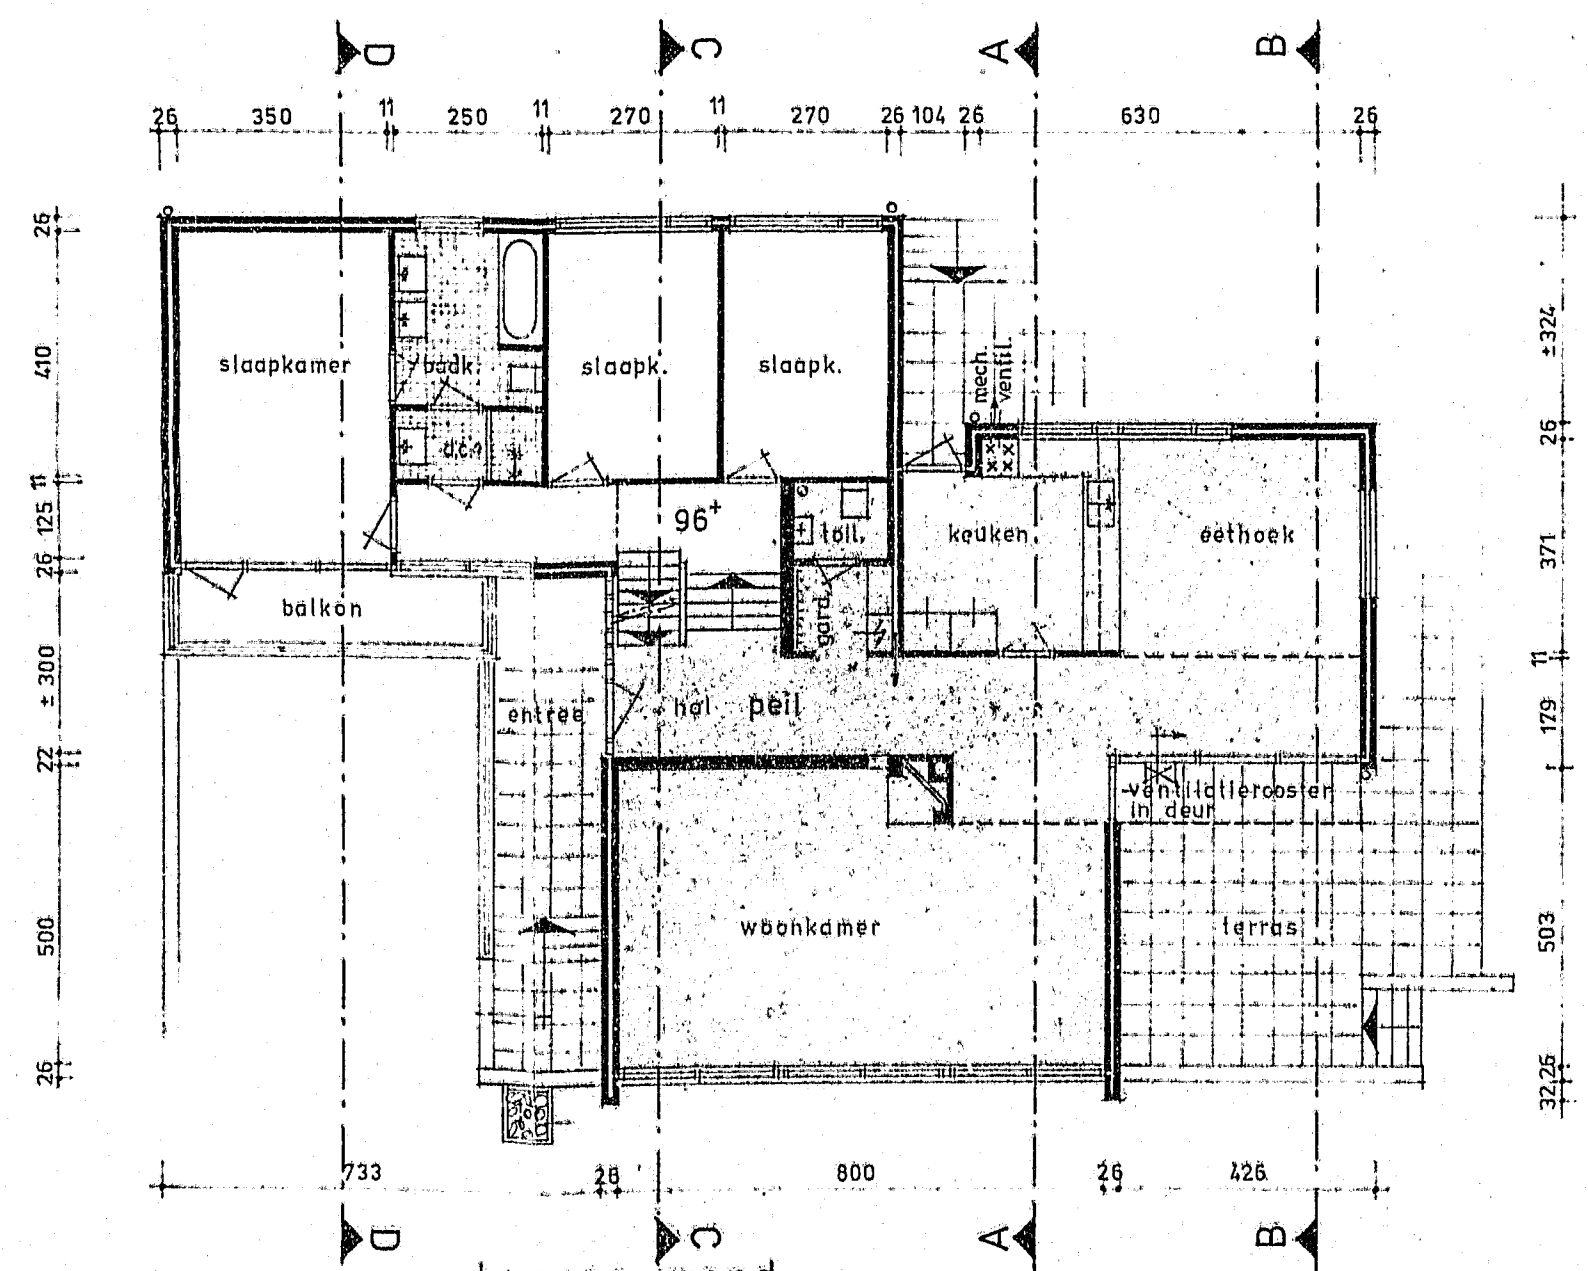 D C A B
26 350 11 250 11 270 11 270 26 104 26 630 26
26
410
11
125
26
± 300
22
500
26
±324
26
371
11
179
503
26
32
slaapkamer
badk.
slaapk.
slaapk.
mech.
ventil.
96+
toil.
keuken.
eethoek
balkon
gard.
entree
hal
peil
-ventilatierooster
in deur
woonkamer
terras
733 26 800 26 426
D C A B